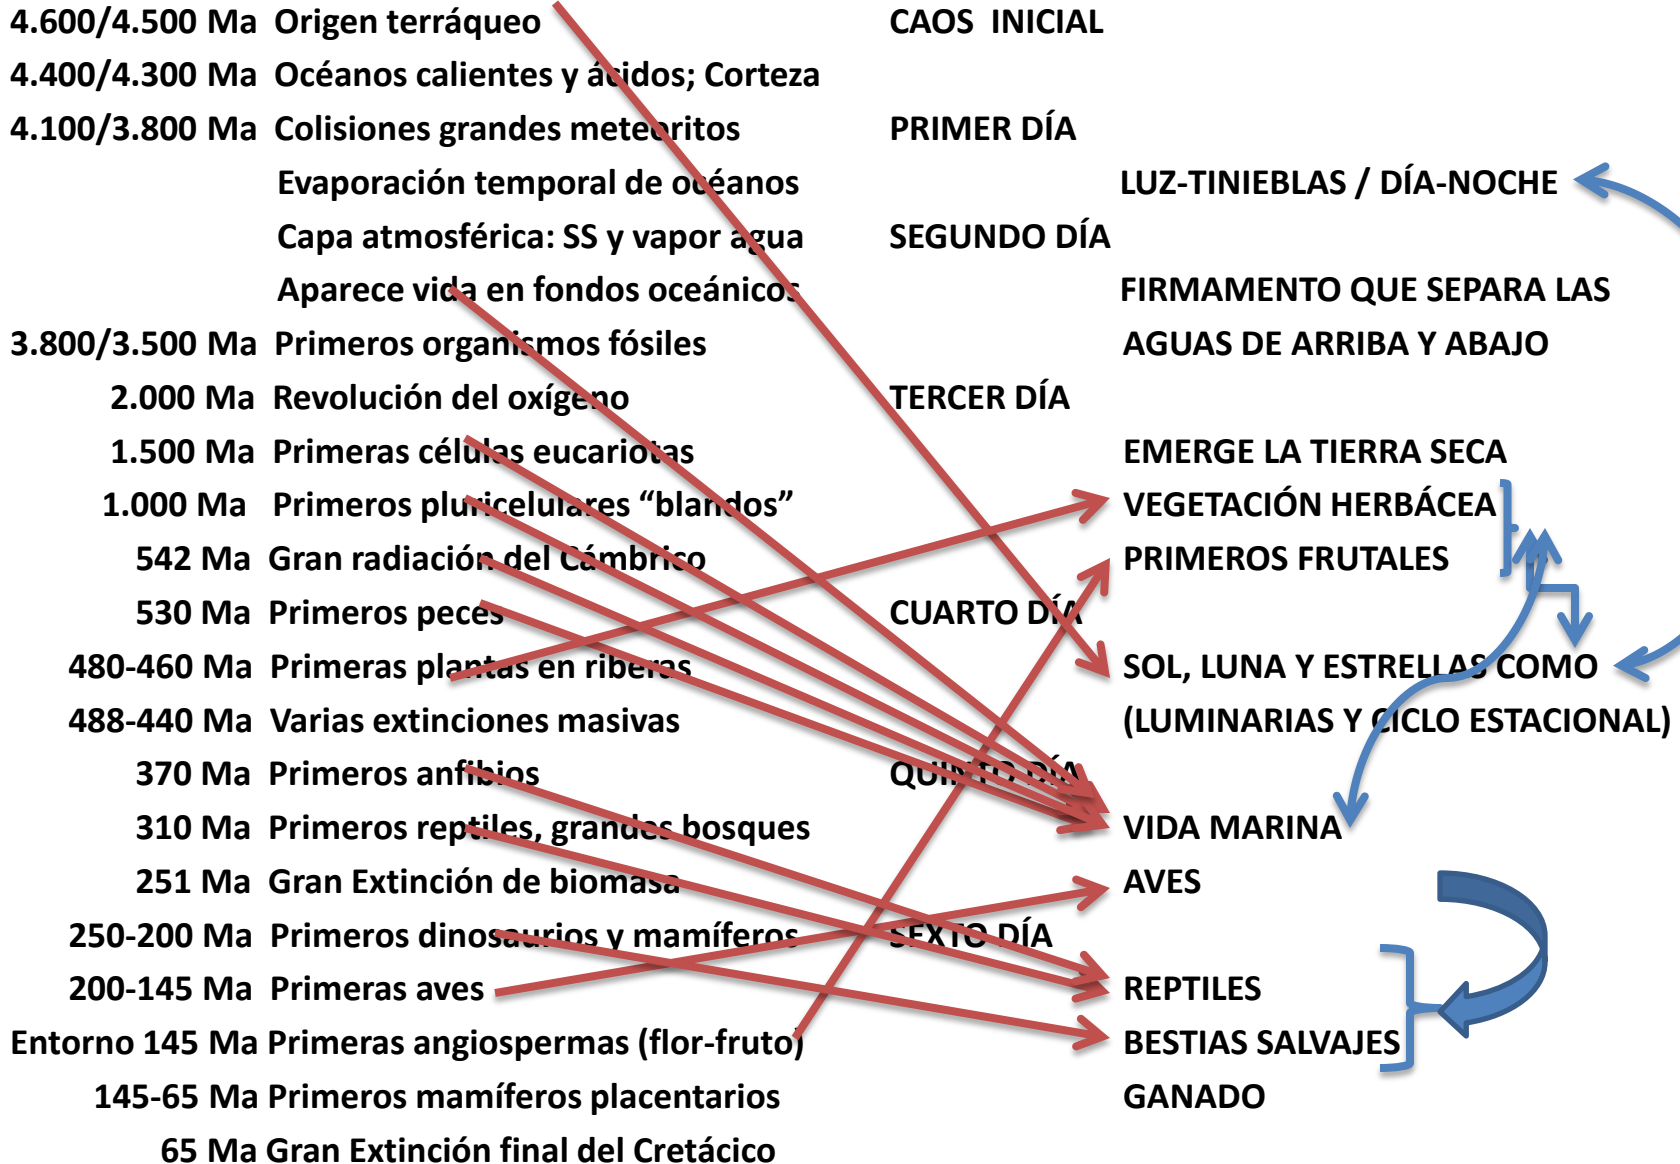 4.600/4.500 Ma Origen terráqueo CAOS INICIAL
4.400/4.300 Ma Océanos calientes y ácidos; Corteza
4.100/3.800 Ma Colisiones grandes meteoritos PRIMER DÍA
Evaporación temporal de océanos LUZ-TINIEBLAS / DÍA-NOCHE
Capa atmosférica: SS y vapor agua SEGUNDO DÍA
Aparece vida en fondos oceánicos FIRMAMENTO QUE SEPARA LAS
3.800/3.500 Ma Primeros organismos fósiles AGUAS DE ARRIBA Y ABAJO
2.000 Ma Revolución del oxígeno TERCER DÍA
1.500 Ma Primeras células eucariotas EMERGE LA TIERRA SECA
1.000 Ma Primeros pluricelulares “blandos” VEGETACIÓN HERBÁCEA
542 Ma Gran radiación del Cámbrico PRIMEROS FRUTALES
530 Ma Primeros peces CUARTO DÍA
480-460 Ma Primeras plantas en riberas SOL, LUNA Y ESTRELLAS COMO
488-440 Ma Varias extinciones masivas (LUMINARIAS Y CICLO ESTACIONAL)
370 Ma Primeros anfibios QUINTO DÍA
310 Ma Primeros reptiles, grandes bosques VIDA MARINA
251 Ma Gran Extinción de biomasa AVES
250-200 Ma Primeros dinosaurios y mamíferos SEXTO DÍA
200-145 Ma Primeras aves REPTILES
Entorno 145 Ma Primeras angiospermas (flor-fruto) BESTIAS SALVAJES
145-65 Ma Primeros mamíferos placentarios GANADO
65 Ma Gran Extinción final del Cretácico